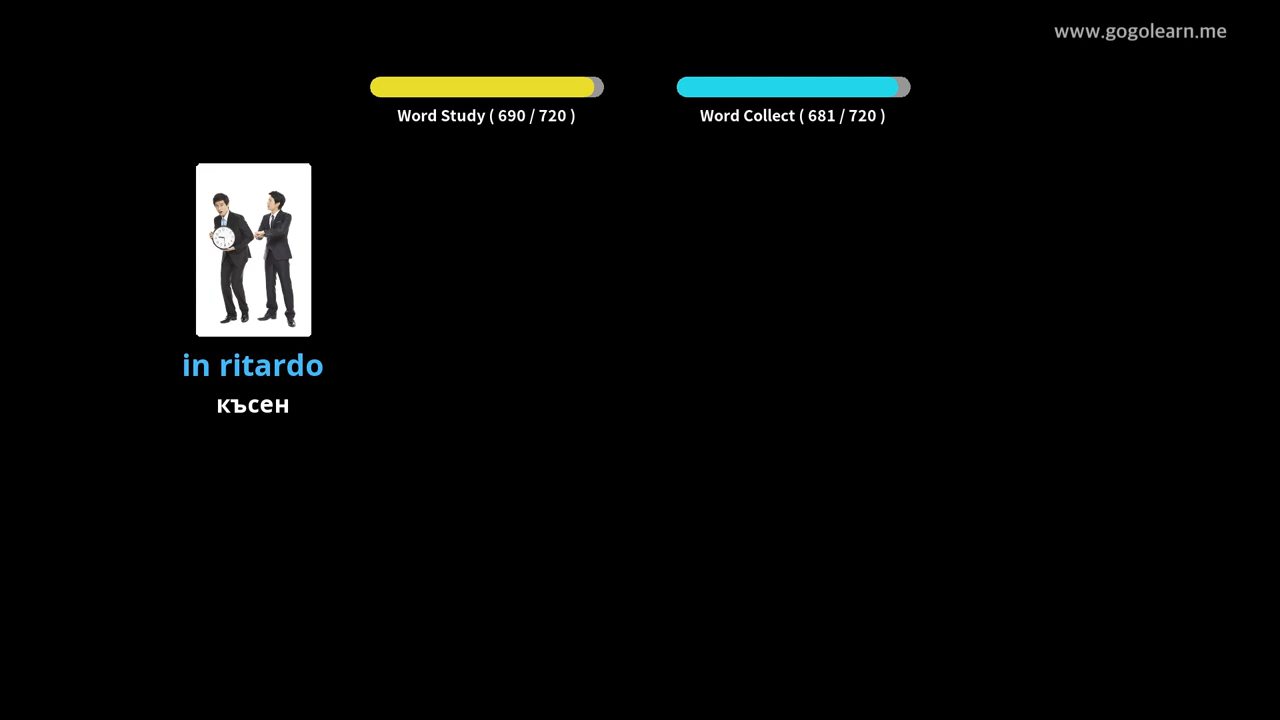 www.gogolearn.me
Word Study ( 690 / 720 )
Word Collect ( 681 / 720 )
in ritardo
късен